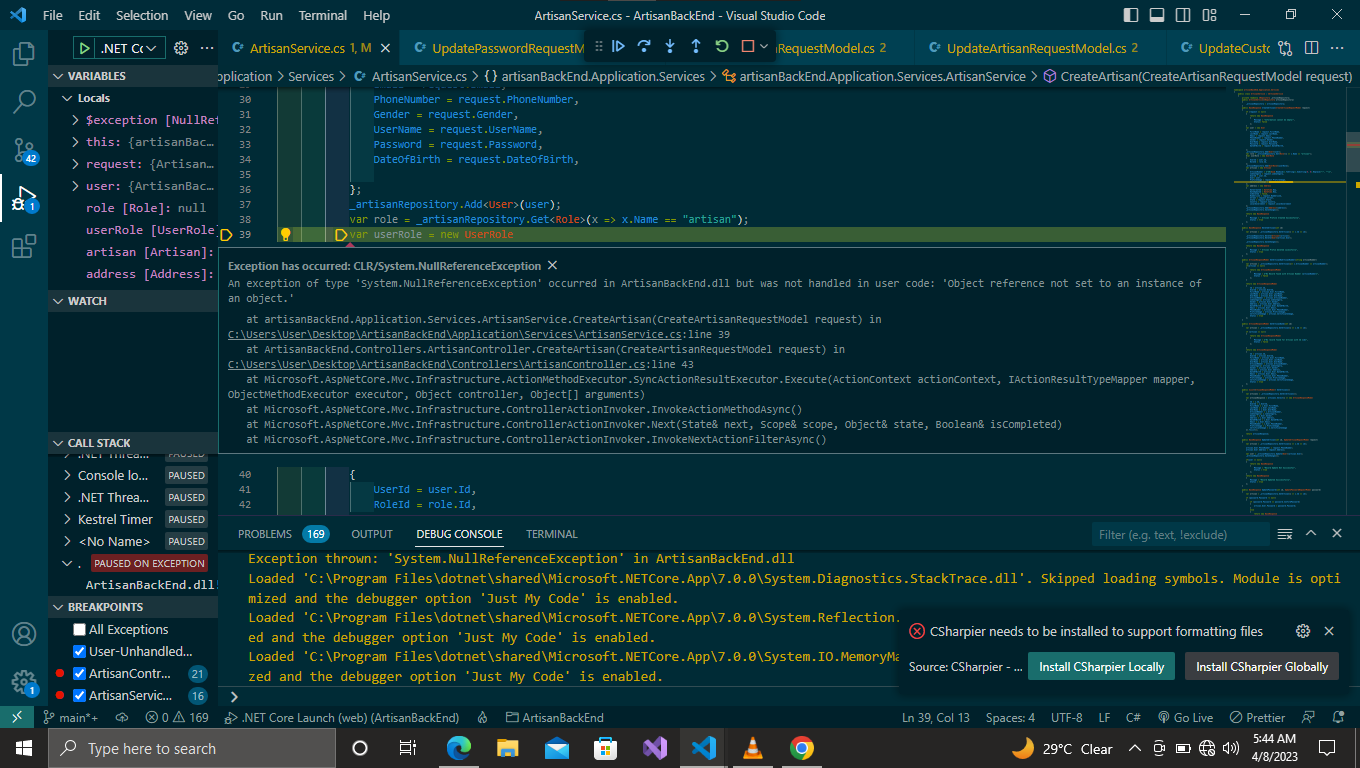 File Edit Selection View Go Run Terminal Help
ArtisanService.cs - ArtisanBackEnd - Visual Studio Code
.NET Cc
ArtisanService.cs 1, M
UpdatePasswordRequestM
nRequestModel.cs 2
UpdateArtisanRequestModel.cs 2
UpdateCustc
VARIABLES
pplication > Services > ArtisanService.cs > {} artisanBackEnd.Application.Services > artisanBackEnd.Application.Services.ArtisanService > CreateArtisan(CreateArtisanRequestModel request)
Locals
$exception [NullRef
this: {artisanBac…
request: {Artisan…
user: {ArtisanBac…
role [Role]: null
userRole [UserRole]
artisan [Artisan]:
address [Address]:
30 PhoneNumber = request.PhoneNumber,
31 Gender = request.Gender,
32 UserName = request.UserName,
33 Password = request.Password,
34 DateOfBirth = request.DateOfBirth,
35
36 };
37 _artisanRepository.Add<User>(user);
38 var role = _artisanRepository.Get<Role>(x => x.Name == "artisan");
39 var userRole = new UserRole
Exception has occurred: CLR/System.NullReferenceException
An exception of type 'System.NullReferenceException' occurred in ArtisanBackEnd.dll but was not handled in user code: 'Object reference not set to an instance of
an object.'
at artisanBackend.Application.Services.ArtisanService.CreateArtisan(CreateArtisanRequestModel request) in
C:\Users\User\Desktop\ArtisanBackEnd\Application\Services\ArtisanService.cs:line 39
at ArtisanBackEnd.Controllers.ArtisanController.CreateArtisan(CreateArtisanRequestModel request) in
C:\Users\User\Desktop\ArtisanBackEnd\Controllers\ArtisanController.cs:line 43
at Microsoft.AspNetCore.Mvc.Infrastructure.ActionMethodExecutor.SyncActionResultExecutor.Execute(ActionContext actionContext, IActionResultTypeMapper mapper,
ObjectMethodExecutor executor, Object controller, Object[] arguments)
at Microsoft.AspNetCore.Mvc.Infrastructure.ControllerActionInvoker.InvokeActionMethodAsync()
at Microsoft.AspNetCore.Mvc.Infrastructure.ControllerActionInvoker.Next(State& next, Scope& scope, Object& state, Boolean& isCompleted)
at Microsoft.AspNetCore.Mvc.Infrastructure.ControllerActionInvoker.InvokeNextActionFilterAsync()
40 {
41 UserId = user.Id,
42 RoleId = role.Id,
WATCH
CALL STACK
.NET Threa… PAUSED
Console lo… PAUSED
.NET Threa… PAUSED
Kestrel Timer PAUSED
<No Name> PAUSED
. PAUSED ON EXCEPTION
ArtisanBackEnd.dll!
BREAKPOINTS
All Exceptions
User-Unhandled…
ArtisanContr… 21
ArtisanServic… 16
42
1
1
PROBLEMS 169 OUTPUT DEBUG CONSOLE TERMINAL
Filter (e.g. text, !exclude)
Exception thrown: 'System.NullReferenceException' in ArtisanBackEnd.dll
Loaded 'C:\Program Files\dotnet\shared\Microsoft.NETCore.App\7.0.0\System.Diagnostics.StackTrace.dll'. Skipped loading symbols. Module is opti
mized and the debugger option 'Just My Code' is enabled.
Loaded 'C:\Program Files\dotnet\shared\Microsoft.NETCore.App\7.0.0\System.Reflection.
ed and the debugger option 'Just My Code' is enabled.
Loaded 'C:\Program Files\dotnet\shared\Microsoft.NETCore.App\7.0.0\System.IO.MemoryMa
zed and the debugger option 'Just My Code' is enabled.
CSharpier needs to be installed to support formatting files
Source: CSharpier - ...
Install CSharpier Locally
Install CSharpier Globally
main*+ 0 169 .NET Core Launch (web) (ArtisanBackEnd) ArtisanBackEnd
Ln 39, Col 13 Spaces: 4 UTF-8 LF C# Go Live Prettier
Type here to search
29°C Clear
5:44 AM
4/8/2023